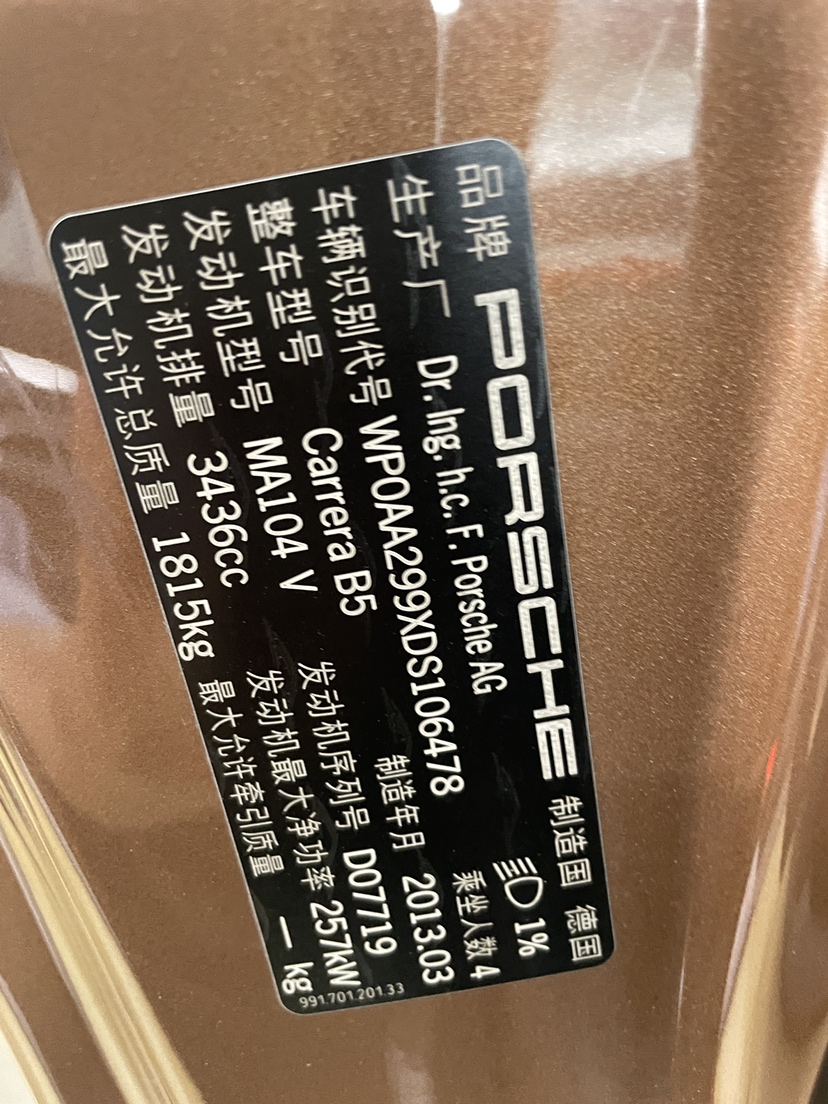 品牌 PORSCHE 制造国 德国
生产厂 Dr. Ing. h.c. F. Porsche AG 1%
乘坐人数 4
车辆识别代号 WP0AA299XDS106478
制造年月 2013.03
整车型号 Carrera B5 发动机序列号 D07719
发动机型号 MA104 V 发动机最大净功率 257kW
发动机排量 3436cc 最大允许牵引质量 — kg
最大允许总质量 1815kg
991.701.201.33